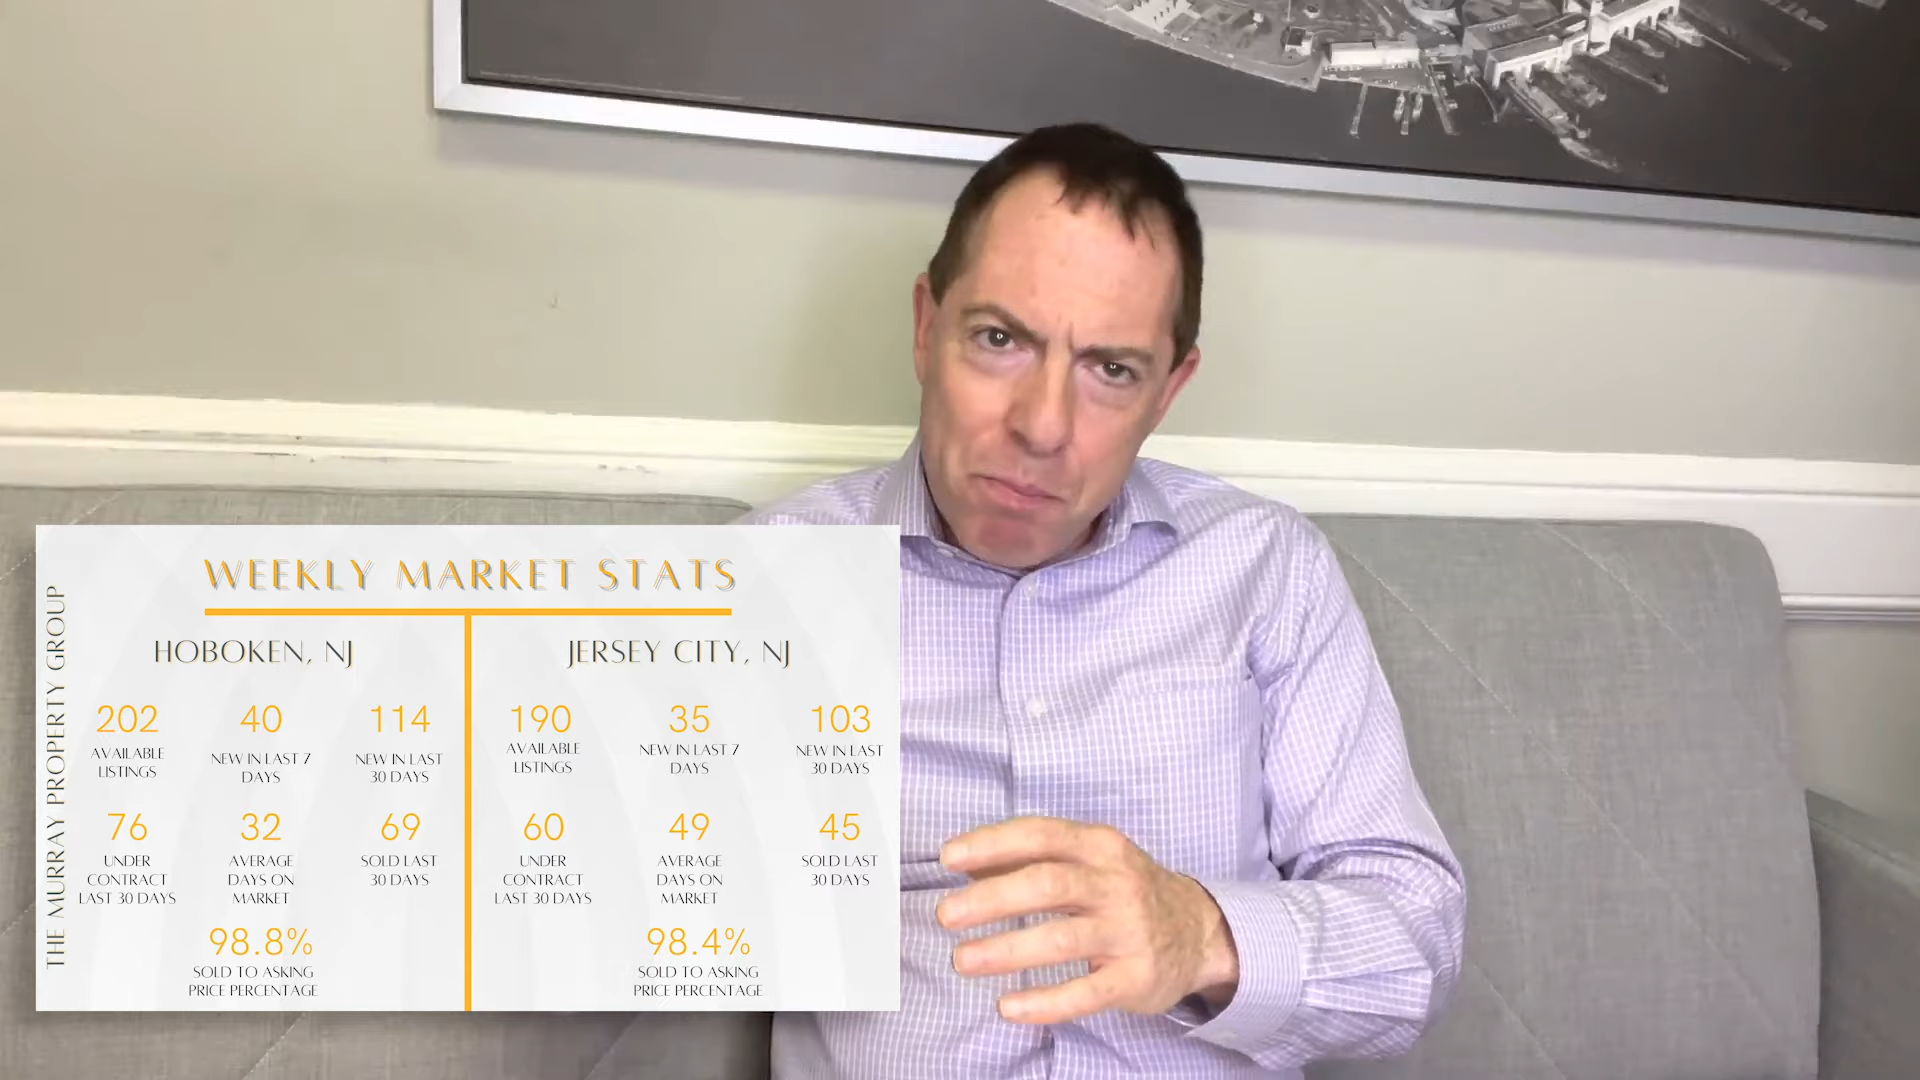 WEEKLY MARKET STATS
THE MURRAY PROPERTY GROUP
HOBOKEN, NJ
202
AVAILABLE
LISTINGS
40
NEW IN LAST 7
DAYS
114
NEW IN LAST
30 DAYS
76
UNDER
CONTRACT
LAST 30 DAYS
32
AVERAGE
DAYS ON
MARKET
69
SOLD LAST
30 DAYS
98.8%
SOLD TO ASKING
PRICE PERCENTAGE
JERSEY CITY, NJ
190
AVAILABLE
LISTINGS
35
NEW IN LAST 7
DAYS
103
NEW IN LAST
30 DAYS
60
UNDER
CONTRACT
LAST 30 DAYS
49
AVERAGE
DAYS ON
MARKET
45
SOLD LAST
30 DAYS
98.4%
SOLD TO ASKING
PRICE PERCENTAGE